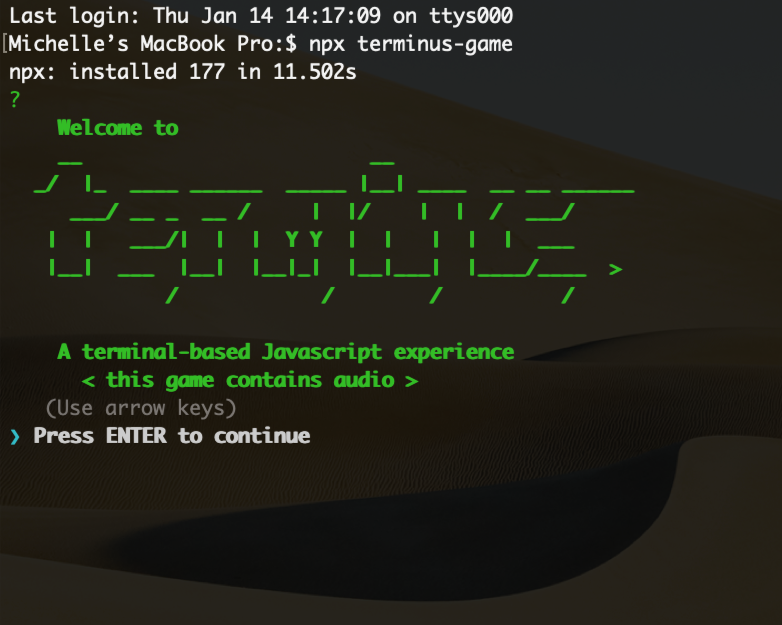 Last login: Thu Jan 14 14:17:09 on ttys000
[Michelle’s MacBook Pro:$ npx terminus-game
npx: installed 177 in 11.502s
?
Welcome to
terminus
A terminal-based Javascript experience
< this game contains audio >
(Use arrow keys)
❯ Press ENTER to continue